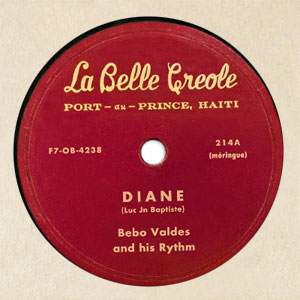 La Belle Creole
PORT - au - PRINCE, HAITI
F7-OB-4238
214A
(méringue)
DIANE
(Luc Jn Baptiste)
Bebo Valdes
and his Rythm